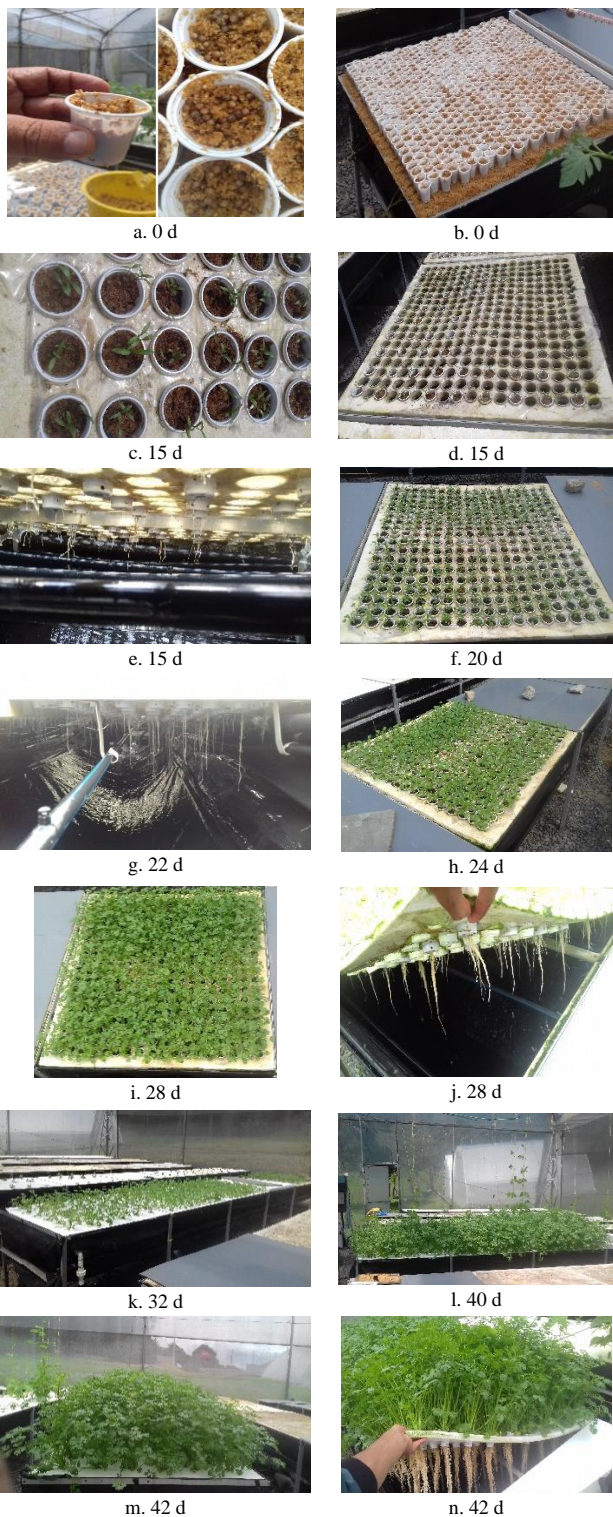 a. 0 d
b. 0 d
c. 15 d
d. 15 d
e. 15 d
f. 20 d
g. 22 d
h. 24 d
i. 28 d
j. 28 d
k. 32 d
l. 40 d
m. 42 d
n. 42 d